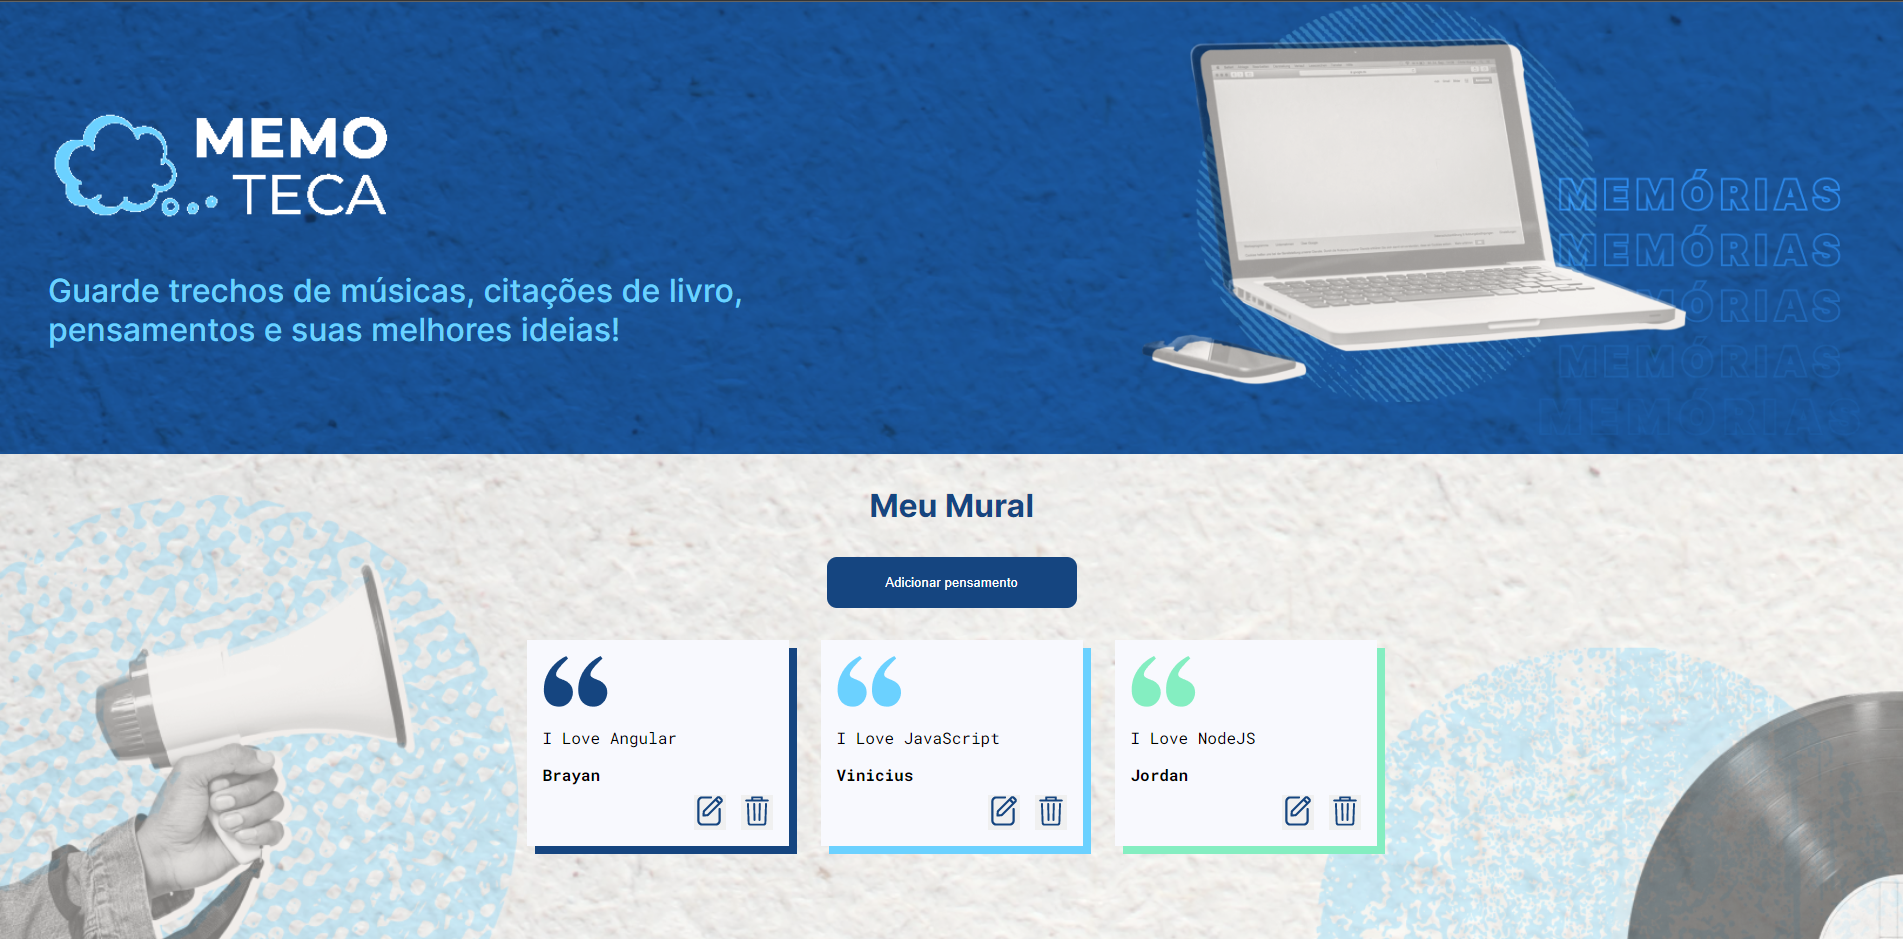 MEMO
TECA
Guarde trechos de músicas, citações de livro,
pensamentos e suas melhores ideias!
MEMÓRIAS
MEMÓRIAS
MÓRIAS
MEMÓRIAS
MEMÓRIAS
Meu Mural
Adicionar pensamento
I Love Angular
Brayan
I Love JavaScript
Vinicius
I Love NodeJS
Jordan